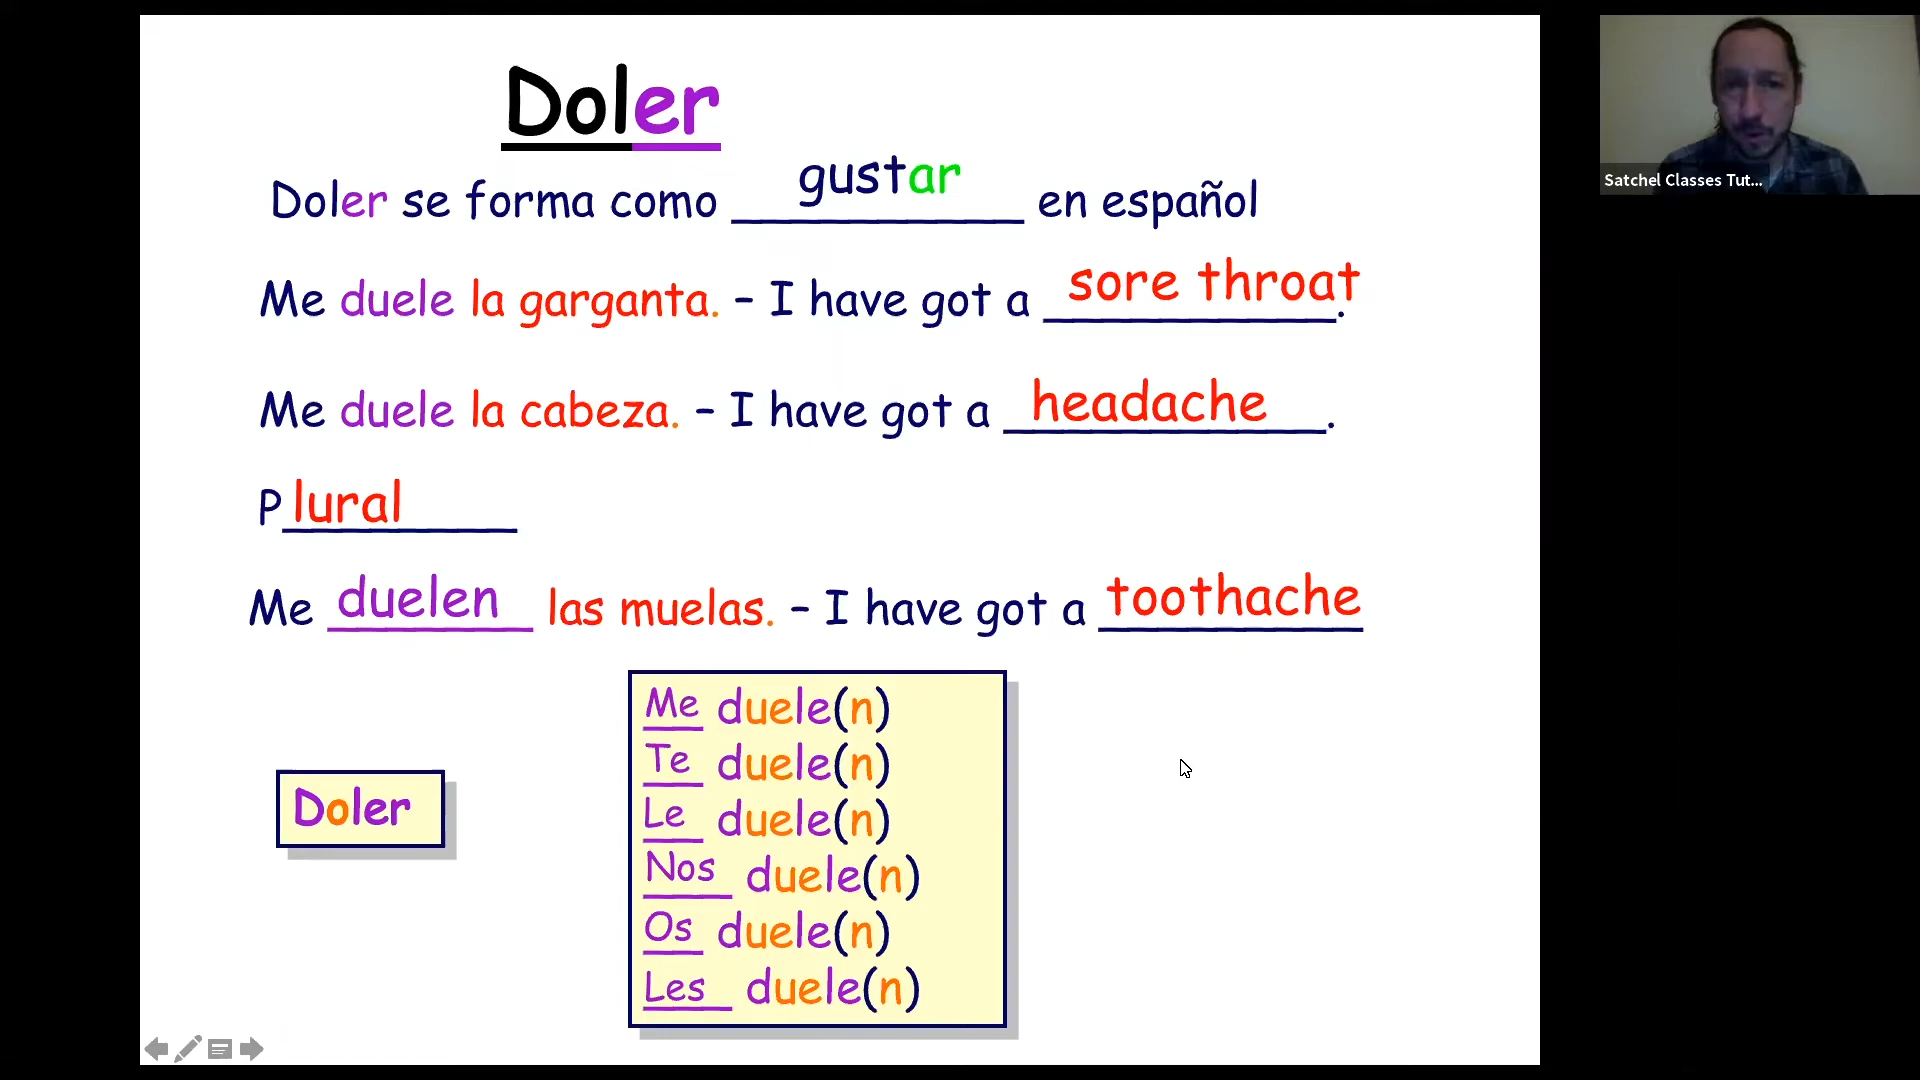 Doler
Doler se forma como gustar en español
Me duele la garganta. – I have got a sore throat.
Me duele la cabeza. – I have got a headache.
Plural
Me duelen las muelas. – I have got a toothache
Doler
Me duele(n)
Te duele(n)
Le duele(n)
Nos duele(n)
Os duele(n)
Les duele(n)
Satchel Classes Tut...